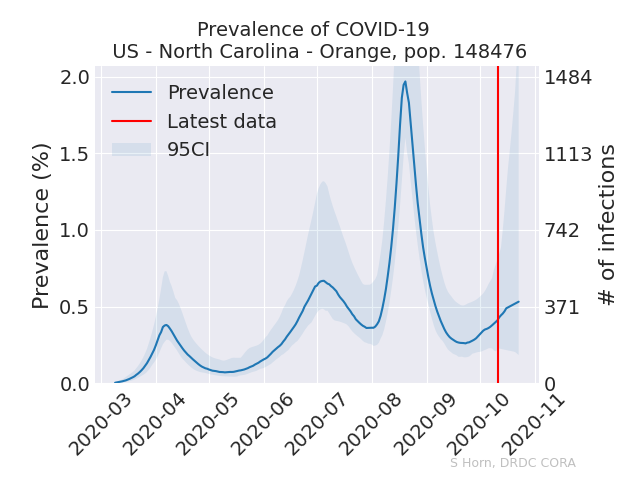 Prevalence of COVID-19
US - North Carolina - Orange, pop. 148476
Prevalence (%)
2.0
1.5
1.0
0.5
0.0
Prevalence
Latest data
95CI
1484
1113
742
371
0
# of infections
2020-03
2020-04
2020-05
2020-06
2020-07
2020-08
2020-09
2020-10
2020-11
S Horn, DRDC CORA